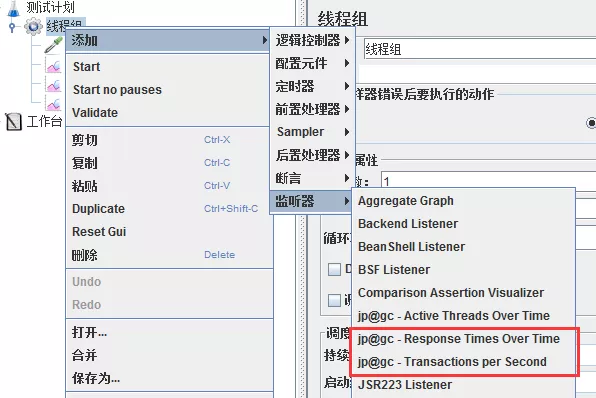 测试计划
线程组
工作台
添加
Start
Start no pauses
Validate
剪切 Ctrl-X
复制 Ctrl-C
粘贴 Ctrl-V
Duplicate Ctrl+Shift-C
Reset Gui
删除 Delete
Undo
Redo
打开...
合并
保存为...
逻辑控制器
配置元件
定时器
前置处理器
Sampler
后置处理器
断言
监听器
Aggregate Graph
Backend Listener
BeanShell Listener
BSF Listener
Comparison Assertion Visualizer
jp@gc - Active Threads Over Time
jp@gc - Response Times Over Time
jp@gc - Transactions per Second
JSR223 Listener
线程组
线程组
样器错误后要执行的动作
属性
数: 1
循环
D
调度
持续
启动